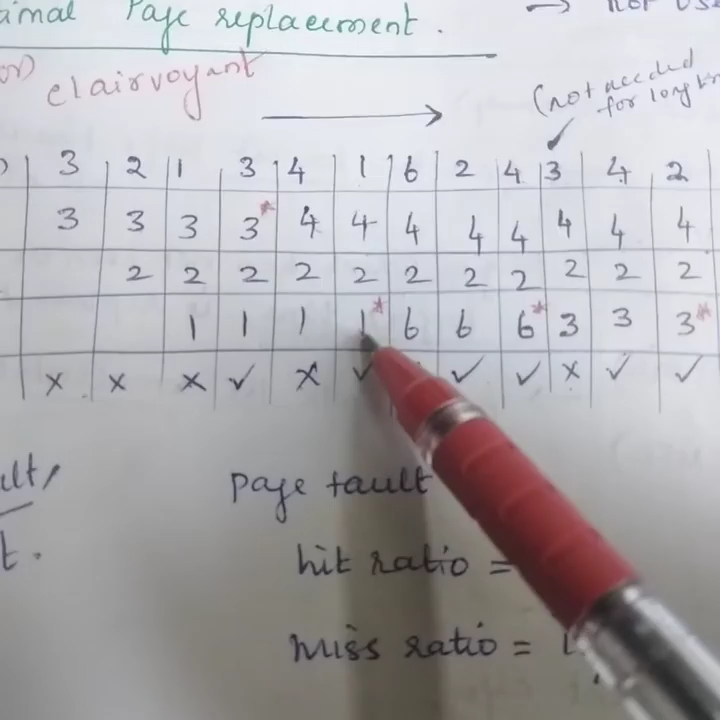 Page replacement. → not
clairvoyant
(not needed
for long
3 2 1 3 4 1 6 2 4 3 4 2
3 3 3 3* 4 4 4 4 4 4 4 4
2 2 2 2 2 2 2 2 2 2 2
1 1 1 1* 6 6 6* 3 3 3*
x x x ✓ x ✓ ✓ ✓ x ✓ ✓
Page fault
hit ratio =
Miss ratio =